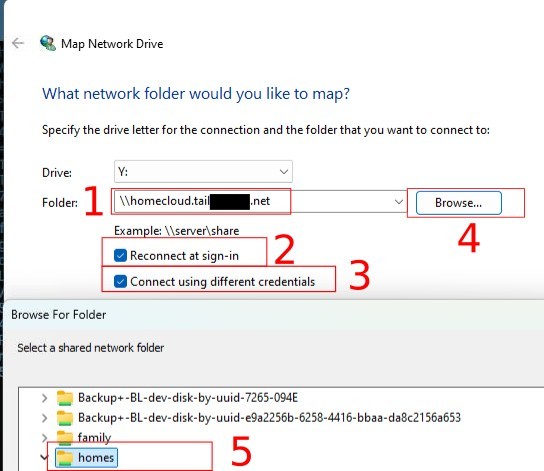 Map Network Drive
What network folder would you like to map?
Specify the drive letter for the connection and the folder that you want to connect to:
Drive: Y:
1 Folder: \\homecloud.tail .net Browse...
4
Example: \\server\share
Reconnect at sign-in 2
Connect using different credentials 3
Browse For Folder
Select a shared network folder
Backup+-BL-dev-disk-by-uuid-7265-094E
Backup+-BL-dev-disk-by-uuid-e9a2256b-6258-4416-bbaa-da8c2156a653
family
homes 5